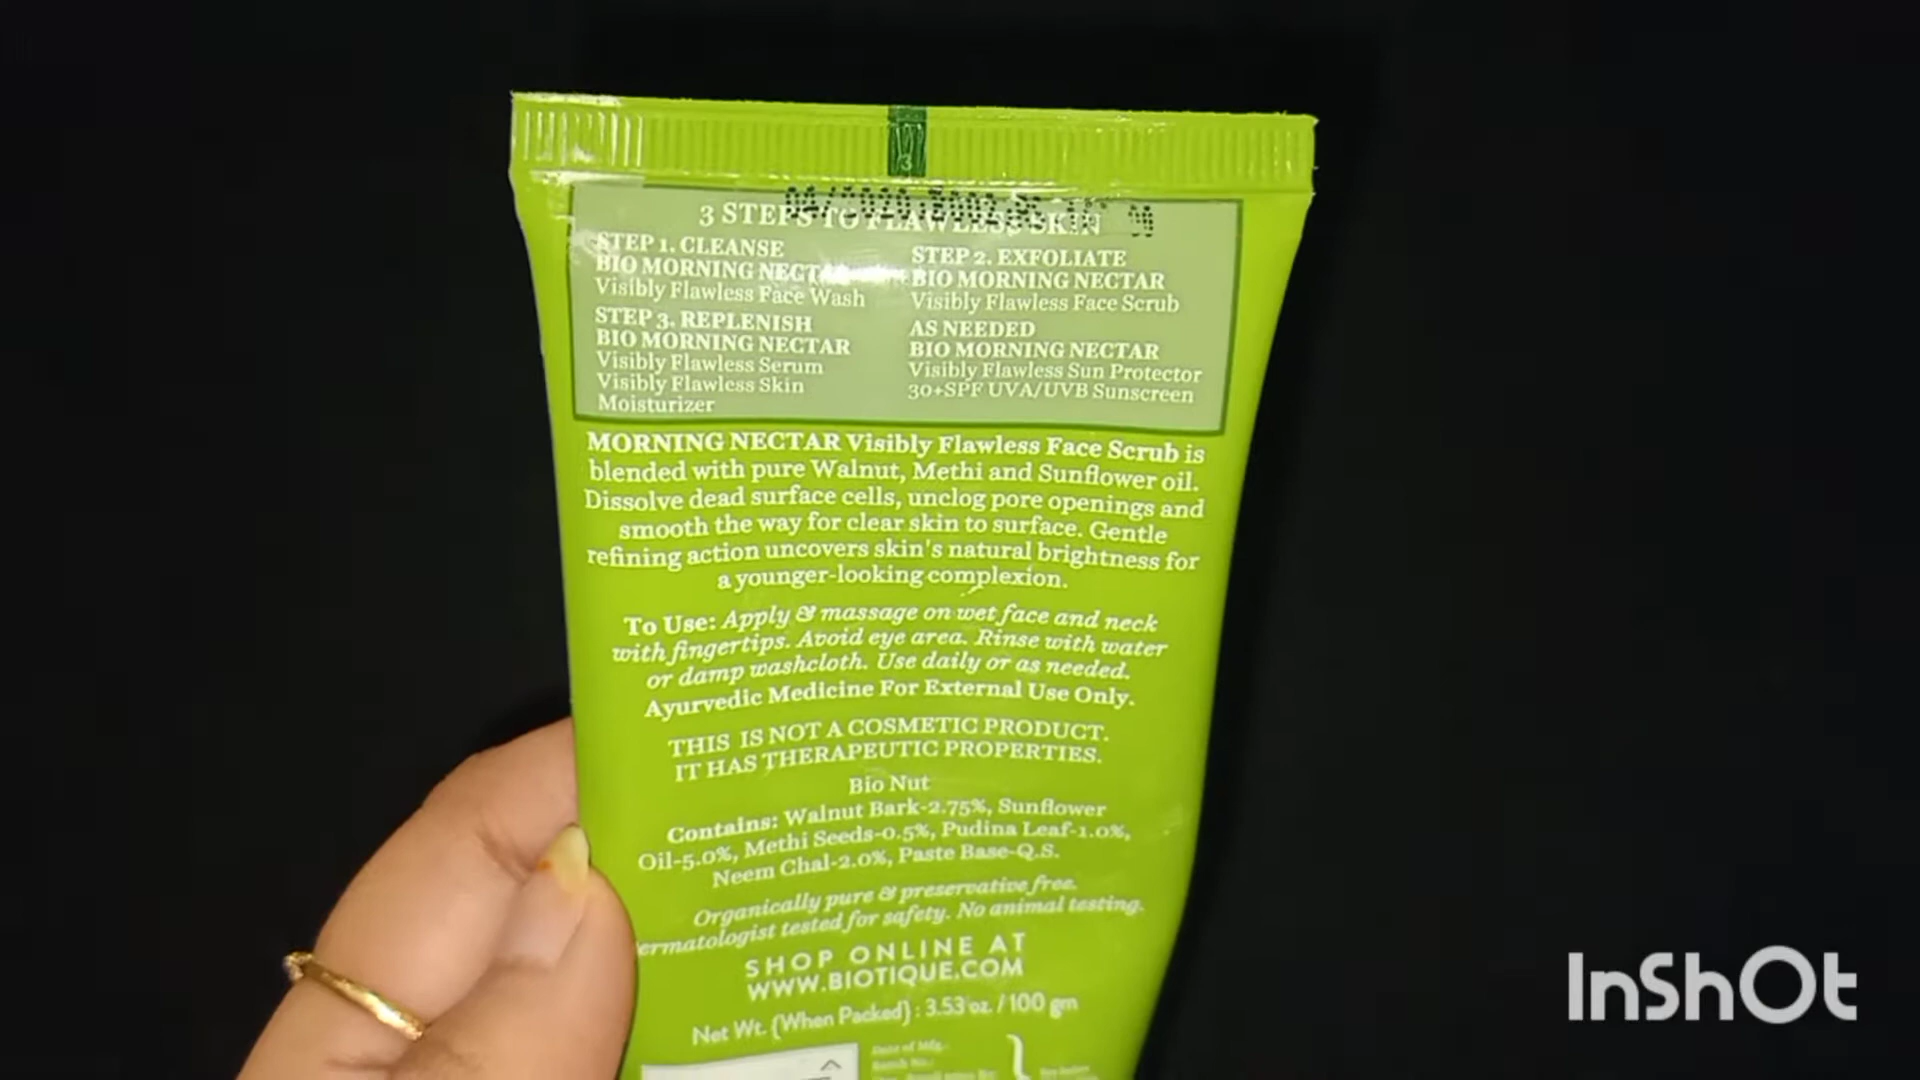 3 STEPS TO FLAWLESS SKIN
STEP 1. CLEANSE
BIO MORNING NECTAR
Visibly Flawless Face Wash
STEP 2. EXFOLIATE
BIO MORNING NECTAR
Visibly Flawless Face Scrub
STEP 3. REPLENISH
BIO MORNING NECTAR
Visibly Flawless Serum
Visibly Flawless Skin
Moisturizer
AS NEEDED
BIO MORNING NECTAR
Visibly Flawless Sun Protector
30+SPF UVA/UVB Sunscreen
MORNING NECTAR Visibly Flawless Face Scrub is
blended with pure Walnut, Methi and Sunflower oil.
Dissolve dead surface cells, unclog pore openings and
smooth the way for clear skin to surface. Gentle
refining action uncovers skin's natural brightness for
a younger-looking complexion.
To Use: Apply & massage on wet face and neck
with fingertips. Avoid eye area. Rinse with water
or damp washcloth. Use daily or as needed.
Ayurvedic Medicine For External Use Only.
THIS IS NOT A COSMETIC PRODUCT.
IT HAS THERAPEUTIC PROPERTIES.
Bio Nut
Contains: Walnut Bark-2.75%, Sunflower
Oil-5.0%, Methi Seeds-0.5%, Pudina Leaf-1.0%,
Neem Chal-2.0%, Paste Base-Q.S.
Organically pure & preservative free.
ermatologist tested for safety. No animal testing.
SHOP ONLINE AT
WWW.BIOTIQUE.COM
Net Wt. {When Packed} : 3.53 oz. / 100 gm
Date of Mfg.
Batch No.:
InShOt